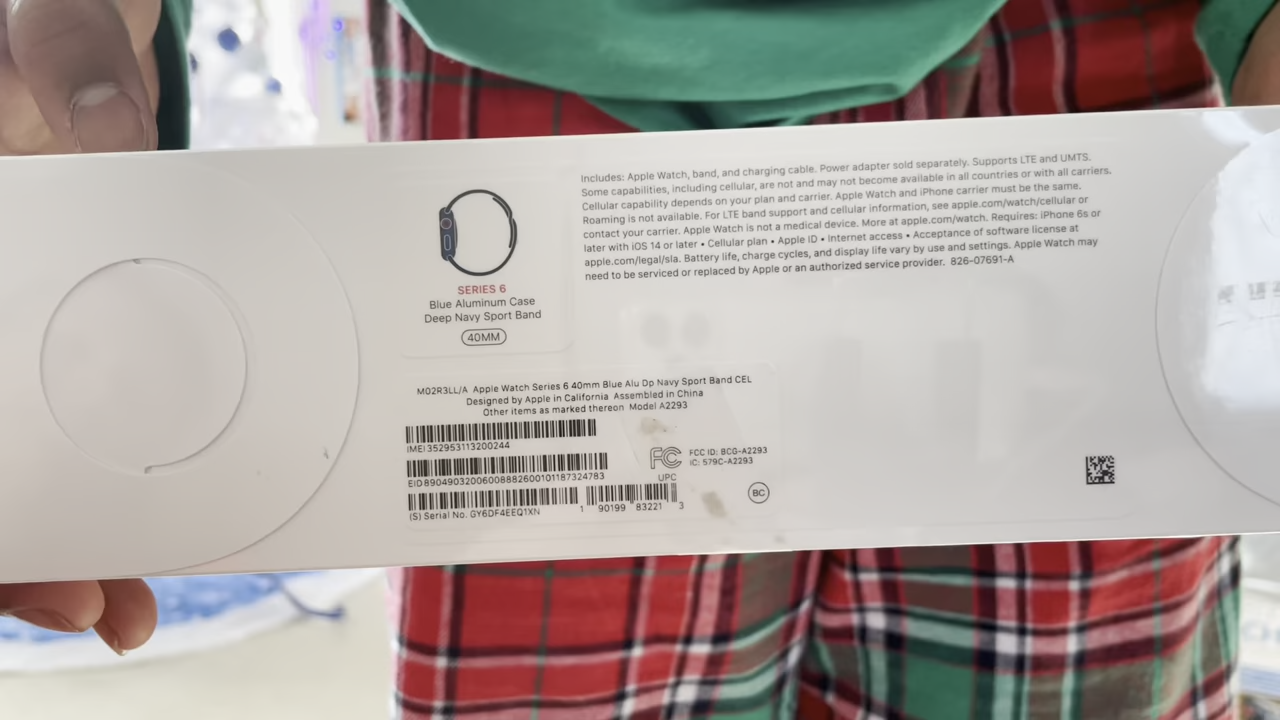 SERIES 6
Blue Aluminum Case
Deep Navy Sport Band
40MM
Includes: Apple Watch, band, and charging cable. Power adapter sold separately. Supports LTE and UMTS.
Some capabilities, including cellular, are not and may not become available in all countries or with all carriers.
Cellular capability depends on your plan and carrier. Apple Watch and iPhone carrier must be the same.
Roaming is not available. For LTE band support and cellular information, see apple.com/watch/cellular or
contact your carrier. Apple Watch is not a medical device. More at apple.com/watch. Requires: iPhone 6s or
later with iOS 14 or later • Cellular plan • Apple ID • Internet access • Acceptance of software license at
apple.com/legal/sla. Battery life, charge cycles, and display life vary by use and settings. Apple Watch may
need to be serviced or replaced by Apple or an authorized service provider. 826-07691-A
M02R3LL/A Apple Watch Series 6 40mm Blue Alu Dp Navy Sport Band CEL
Designed by Apple in California Assembled in China
Other items as marked thereon Model A2293
IMEI 352953113200244
EID 89049032006008882600101187324783
(S) Serial No. GY6DF4EEQ1XN
UPC
1 90199 83221 3
FC FCC ID: BCG-A2293
IC: 579C-A2293
BC